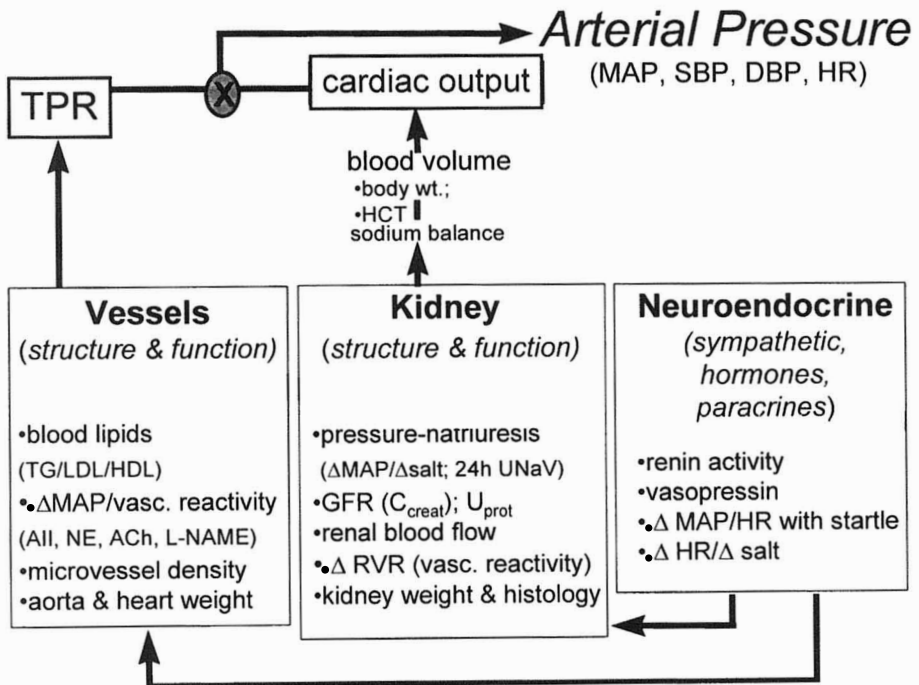 Arterial Pressure
(MAP, SBP, DBP, HR)
TPR
X
cardiac output
blood volume
•body wt.;
•HCT
sodium balance
Vessels
(structure & function)
•blood lipids
(TG/LDL/HDL)
•ΔMAP/vasc. reactivity
(AII, NE, ACh, L-NAME)
•microvessel density
•aorta & heart weight
Kidney
(structure & function)
•pressure-natriuresis
(ΔMAP/Δsalt; 24h UNaV)
•GFR (Ccreat); Uprot
•renal blood flow
•Δ RVR (vasc. reactivity)
•kidney weight & histology
Neuroendocrine
(sympathetic,
hormones,
paracrines)
•renin activity
•vasopressin
•Δ MAP/HR with startle
•Δ HR/Δ salt